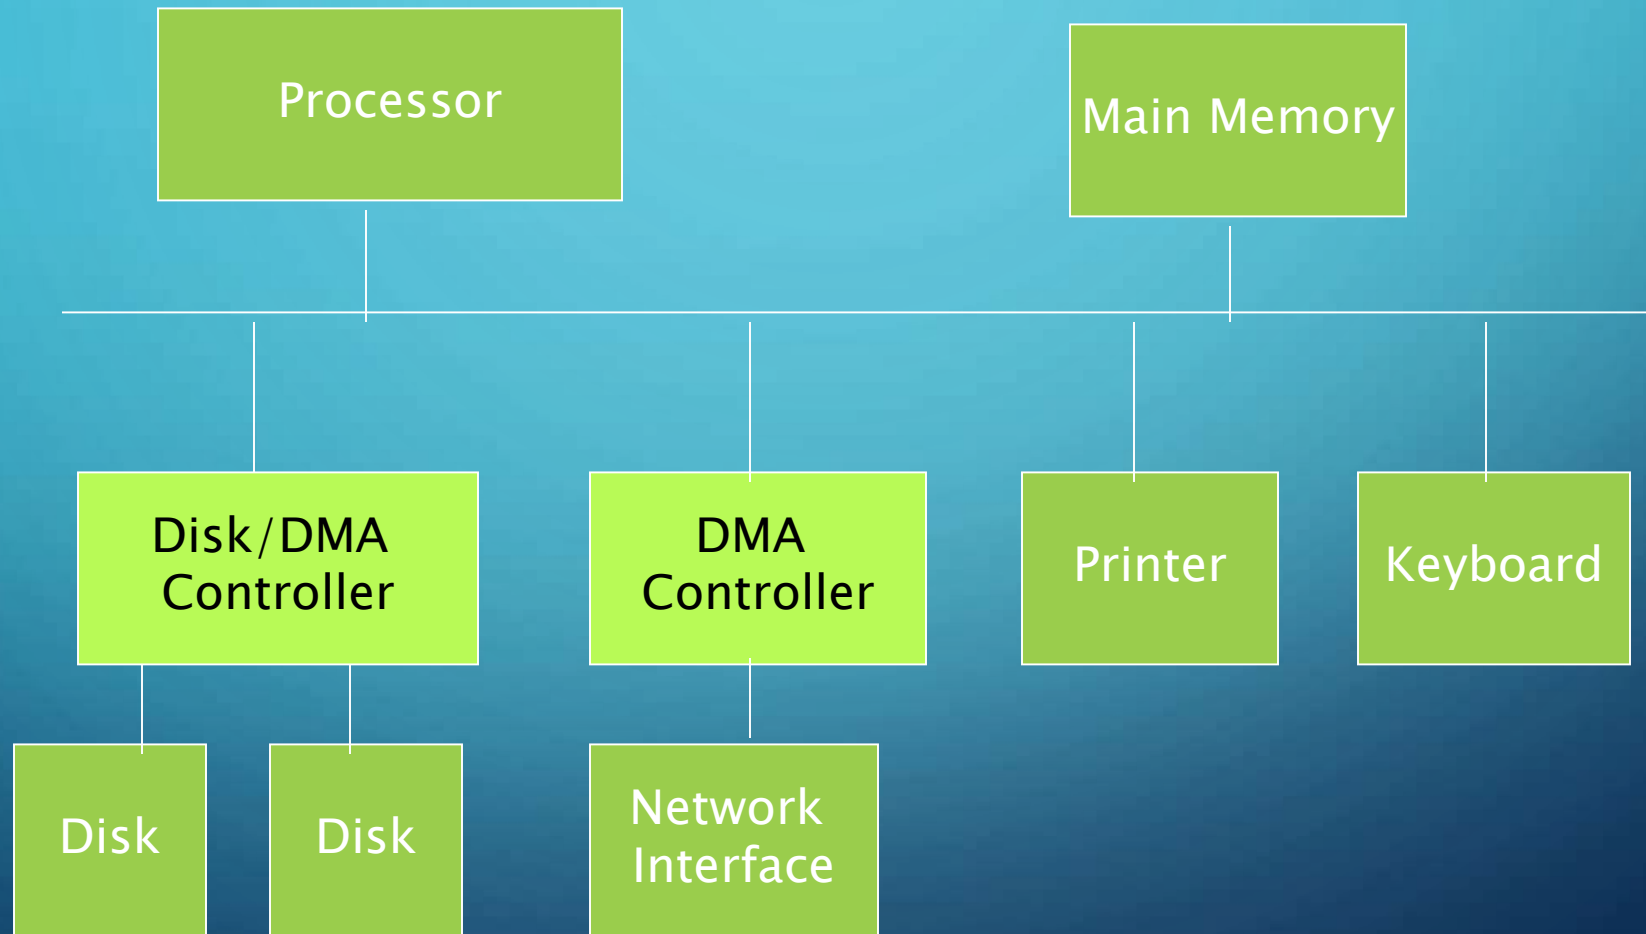 Processor
Main Memory
Disk/DMA
Controller
DMA
Controller
Printer
Keyboard
Disk
Disk
Network
Interface